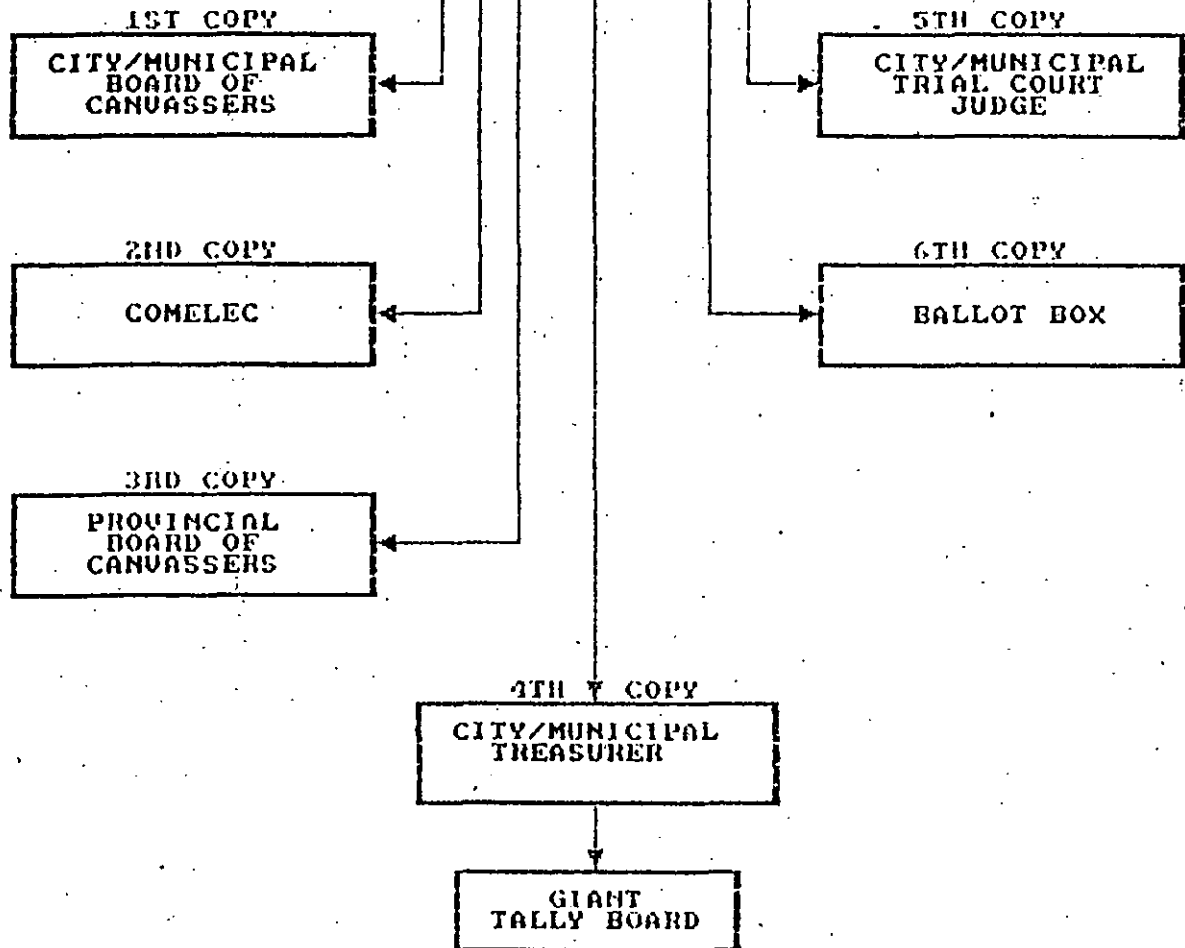 1ST COPY
CITY/MUNICIPAL
BOARD OF
CANVASSERS
5TH COPY
CITY/MUNICIPAL
TRIAL COURT
JUDGE
2ND COPY
COMELEC
6TH COPY
BALLOT BOX
3RD COPY
PROVINCIAL
BOARD OF
CANVASSERS
4TH COPY
CITY/MUNICIPAL
TREASURER
GIANT
TALLY BOARD